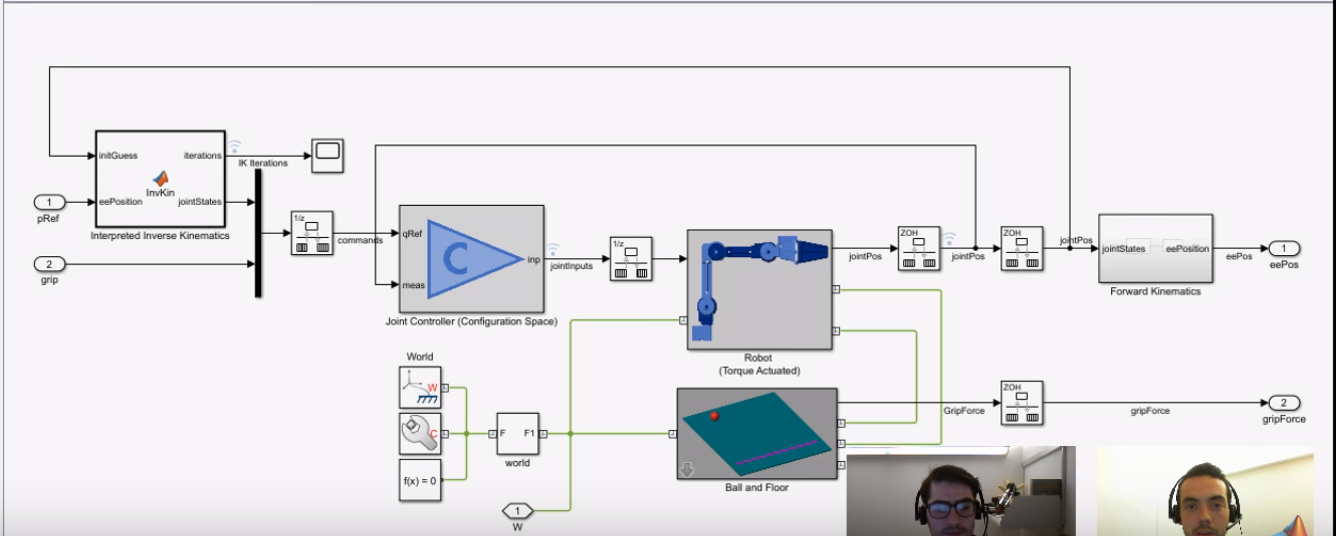 initGuess
iterations
IK Iterations
InvKin
eePosition
jointStates
1
pRef
Interpreted Inverse Kinematics
2
grip
1/z
commands
qRef
C
inp
meas
Joint Controller (Configuration Space)
jointInputs
1/z
jointPos
ZOH
jointPos
ZOH
jointPos
jointStates
eePosition
Forward Kinematics
eePos
1
eePos
Robot
(Torque Actuated)
World
W
C
f(x) = 0
F
F1
world
1
W
Ball and Floor
GripForce
ZOH
gripForce
2
gripForce